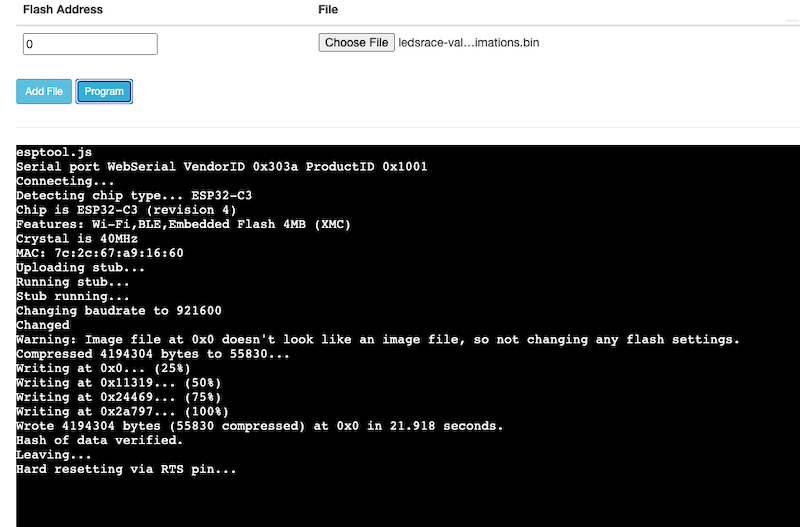 Flash Address File
0 Choose File ledsrace-val...imations.bin
Add File Program
esptool.js
Serial port WebSerial VendorID 0x303a ProductID 0x1001
Connecting...
Detecting chip type... ESP32-C3
Chip is ESP32-C3 (revision 4)
Features: Wi-Fi,BLE,Embedded Flash 4MB (XMC)
Crystal is 40MHz
MAC: 7c:2c:67:a9:16:60
Uploading stub...
Running stub...
Stub running...
Changing baudrate to 921600
Changed
Warning: Image file at 0x0 doesn't look like an image file, so not changing any flash settings.
Compressed 4194304 bytes to 55830...
Writing at 0x0... (25%)
Writing at 0x11319... (50%)
Writing at 0x24469... (75%)
Writing at 0x2a797... (100%)
Wrote 4194304 bytes (55830 compressed) at 0x0 in 21.918 seconds.
Hash of data verified.
Leaving...
Hard resetting via RTS pin...